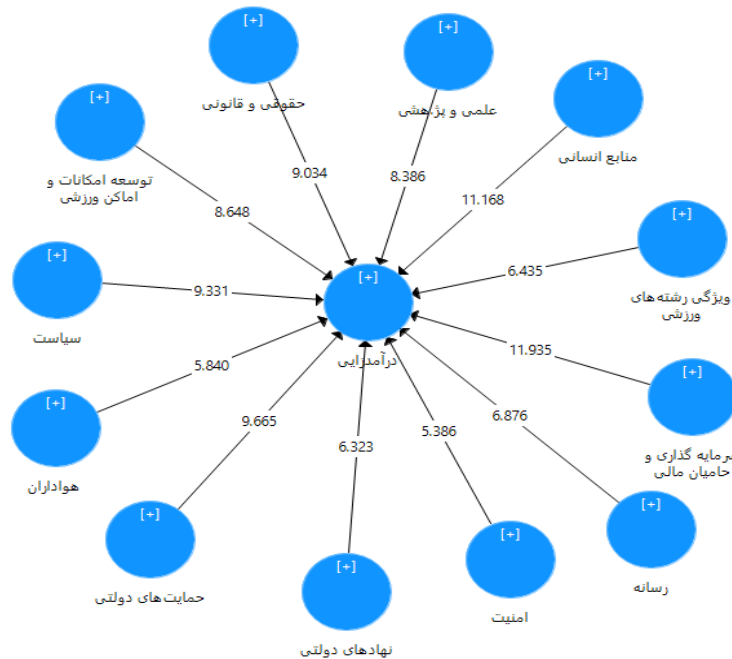 [+]
حقوقی و قانونی
[+]
علمی و پژهشی
[+]
منابع انسانی
[+]
توسعه امکانات و
اماکن ورزشی
9.034
8.386
11.168
8.648
[+]
ویژگی رشته‌های
ورزشی
6.435
[+]
سیاست
9.331
[+]
درآمدزایی
11.935
[+]
سرمایه گذاری و
حامیان مالی
5.840
[+]
هواداران
9.665
6.323
5.386
6.876
[+]
حمایت‌های دولتی
[+]
نهادهای دولتی
[+]
امنیت
[+]
رسانه